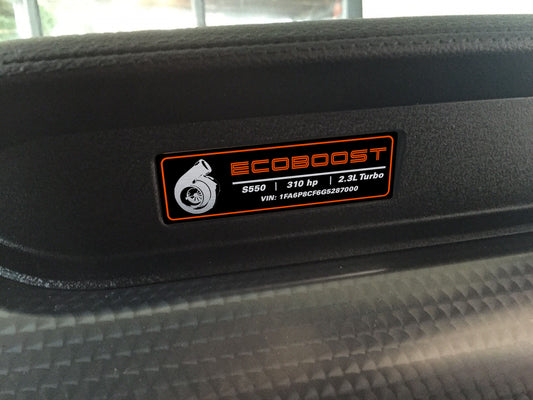 ECOBOOST
S550 | 310 hp | 2.3L Turbo
VIN: 1FA6P8CF6G5287000